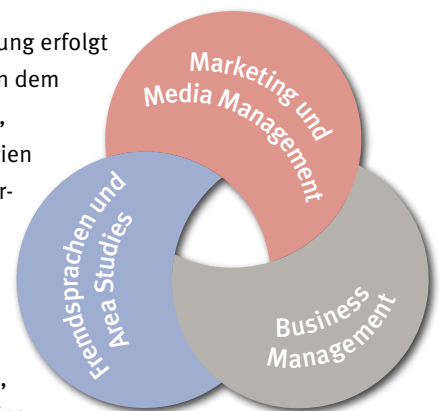 ung erfolgt
n dem
,
ien
r-
,
Marketing und
Media Management
Fremdsprachen und
Area Studies
Business
Management